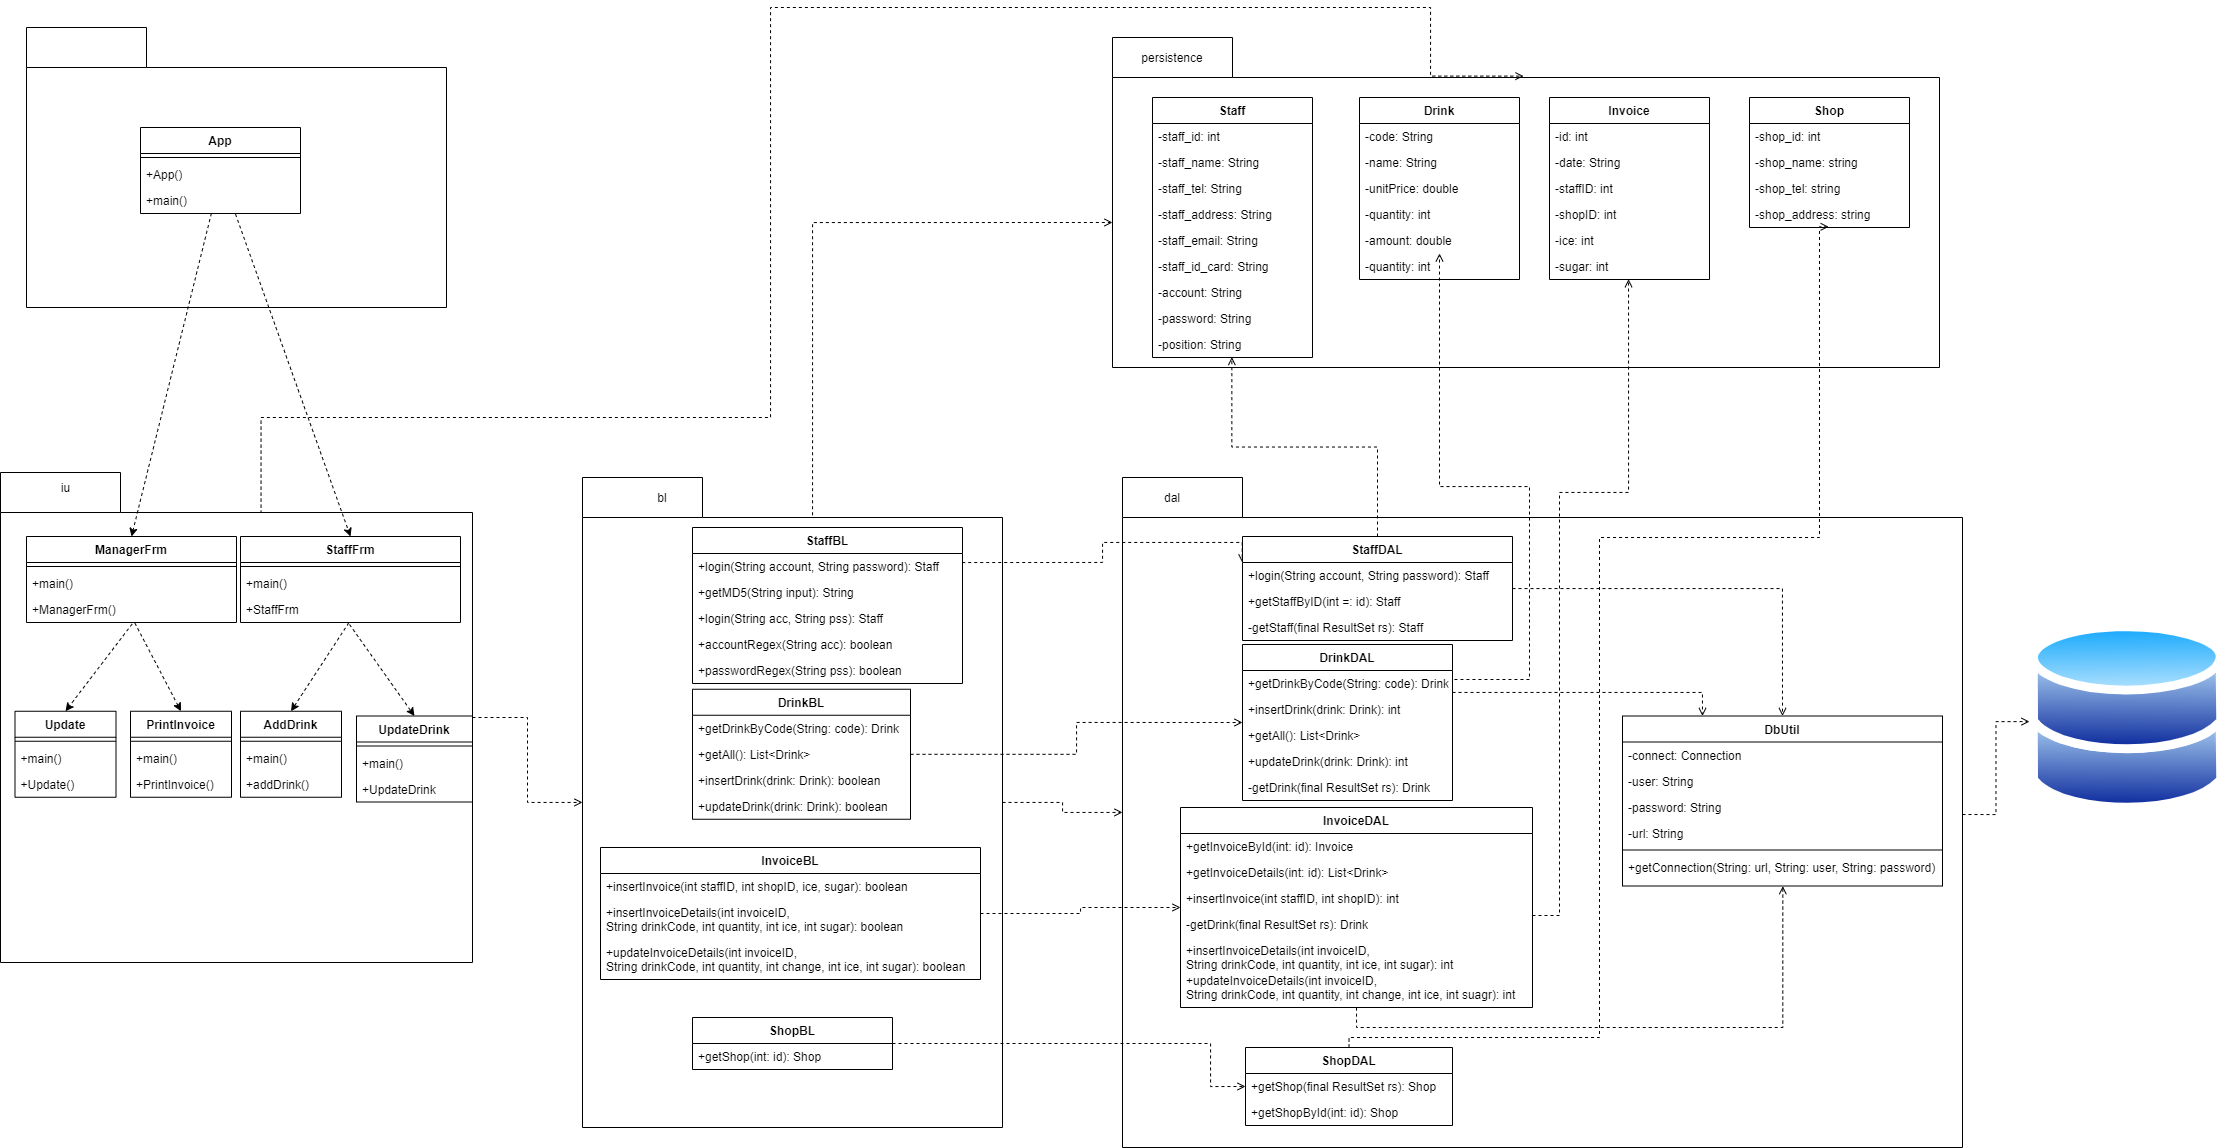 persistence
App
+App()
+main()
Staff
-staff_id: int
-staff_name: String
-staff_tel: String
-staff_address: String
-staff_email: String
-staff_id_card: String
-account: String
-password: String
-position: String
Drink
-code: String
-name: String
-unitPrice: double
-quantity: int
-amount: double
-quantity: int
Invoice
-id: int
-date: String
-staffID: int
-shopID: int
-ice: int
-sugar: int
Shop
-shop_id: int
-shop_name: string
-shop_tel: string
-shop_address: string
iu
ManagerFrm
+main()
+ManagerFrm()
StaffFrm
+main()
+StaffFrm
Update
+main()
+Update()
PrintInvoice
+main()
+PrintInvoice()
AddDrink
+main()
+addDrink()
UpdateDrink
+main()
+UpdateDrink
bl
StaffBL
+login(String account, String password): Staff
+getMD5(String input): String
+login(String acc, String pss): Staff
+accountRegex(String acc): boolean
+passwordRegex(String pss): boolean
DrinkBL
+getDrinkByCode(String: code): Drink
+getAll(): List<Drink>
+insertDrink(drink: Drink): boolean
+updateDrink(drink: Drink): boolean
InvoiceBL
+insertInvoice(int staffID, int shopID, ice, sugar): boolean
+insertInvoiceDetails(int invoiceID,
String drinkCode, int quantity, int ice, int sugar): boolean
+updateInvoiceDetails(int invoiceID,
String drinkCode, int quantity, int change, int ice, int sugar): boolean
ShopBL
+getShop(int: id): Shop
dal
StaffDAL
+login(String account, String password): Staff
+getStaffByID(int =: id): Staff
-getStaff(final ResultSet rs): Staff
DrinkDAL
+getDrinkByCode(String: code): Drink
+insertDrink(drink: Drink): int
+getAll(): List<Drink>
+updateDrink(drink: Drink): int
-getDrink(final ResultSet rs): Drink
InvoiceDAL
+getInvoiceById(int: id): Invoice
+getInvoiceDetails(int: id): List<Drink>
+insertInvoice(int staffID, int shopID): int
-getDrink(final ResultSet rs): Drink
+insertInvoiceDetails(int invoiceID,
String drinkCode, int quantity, int ice, int sugar): int
+updateInvoiceDetails(int invoiceID,
String drinkCode, int quantity, int change, int ice, int suagr): int
ShopDAL
+getShop(final ResultSet rs): Shop
+getShopById(int: id): Shop
DbUtil
-connect: Connection
-user: String
-password: String
-url: String
+getConnection(String: url, String: user, String: password)